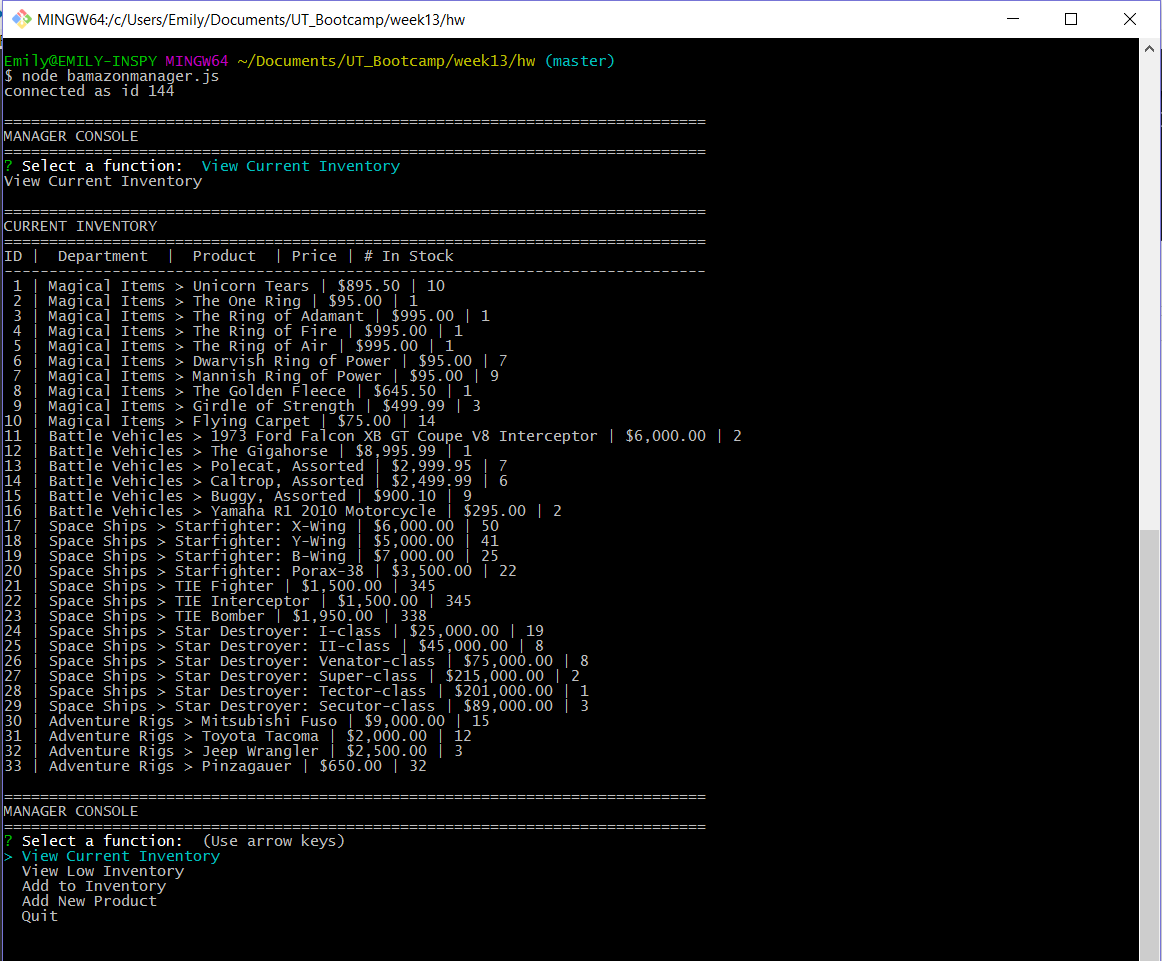 MINGW64:/c/Users/Emily/Documents/UT_Bootcamp/week13/hw
Emily@EMILY-INSPY MINGW64 ~/Documents/UT_Bootcamp/week13/hw (master)
$ node bamazonmanager.js
connected as id 144
==============================================================================
MANAGER CONSOLE
==============================================================================
? Select a function:  View Current Inventory
View Current Inventory
==============================================================================
CURRENT INVENTORY
==============================================================================
ID |  Department  |  Product  | Price | # In Stock
------------------------------------------------------------------------------
 1 | Magical Items > Unicorn Tears | $895.50 | 10
 2 | Magical Items > The One Ring | $95.00 | 1
 3 | Magical Items > The Ring of Adamant | $995.00 | 1
 4 | Magical Items > The Ring of Fire | $995.00 | 1
 5 | Magical Items > The Ring of Air | $995.00 | 1
 6 | Magical Items > Dwarvish Ring of Power | $95.00 | 7
 7 | Magical Items > Mannish Ring of Power | $95.00 | 9
 8 | Magical Items > The Golden Fleece | $645.50 | 1
 9 | Magical Items > Girdle of Strength | $499.99 | 3
10 | Magical Items > Flying Carpet | $75.00 | 14
11 | Battle Vehicles > 1973 Ford Falcon XB GT Coupe V8 Interceptor | $6,000.00 | 2
12 | Battle Vehicles > The Gigahorse | $8,995.99 | 1
13 | Battle Vehicles > Polecat, Assorted | $2,999.95 | 7
14 | Battle Vehicles > Caltrop, Assorted | $2,499.99 | 6
15 | Battle Vehicles > Buggy, Assorted | $900.10 | 9
16 | Battle Vehicles > Yamaha R1 2010 Motorcycle | $295.00 | 2
17 | Space Ships > Starfighter: X-Wing | $6,000.00 | 50
18 | Space Ships > Starfighter: Y-Wing | $5,000.00 | 41
19 | Space Ships > Starfighter: B-Wing | $7,000.00 | 25
20 | Space Ships > Starfighter: Porax-38 | $3,500.00 | 22
21 | Space Ships > TIE Fighter | $1,500.00 | 345
22 | Space Ships > TIE Interceptor | $1,500.00 | 345
23 | Space Ships > TIE Bomber | $1,950.00 | 338
24 | Space Ships > Star Destroyer: I-class | $25,000.00 | 19
25 | Space Ships > Star Destroyer: II-class | $45,000.00 | 8
26 | Space Ships > Star Destroyer: Venator-class | $75,000.00 | 8
27 | Space Ships > Star Destroyer: Super-class | $215,000.00 | 2
28 | Space Ships > Star Destroyer: Tector-class | $201,000.00 | 1
29 | Space Ships > Star Destroyer: Secutor-class | $89,000.00 | 3
30 | Adventure Rigs > Mitsubishi Fuso | $9,000.00 | 15
31 | Adventure Rigs > Toyota Tacoma | $2,000.00 | 12
32 | Adventure Rigs > Jeep Wrangler | $2,500.00 | 3
33 | Adventure Rigs > Pinzagauer | $650.00 | 32
==============================================================================
MANAGER CONSOLE
==============================================================================
? Select a function:  (Use arrow keys)
> View Current Inventory
  View Low Inventory
  Add to Inventory
  Add New Product
  Quit